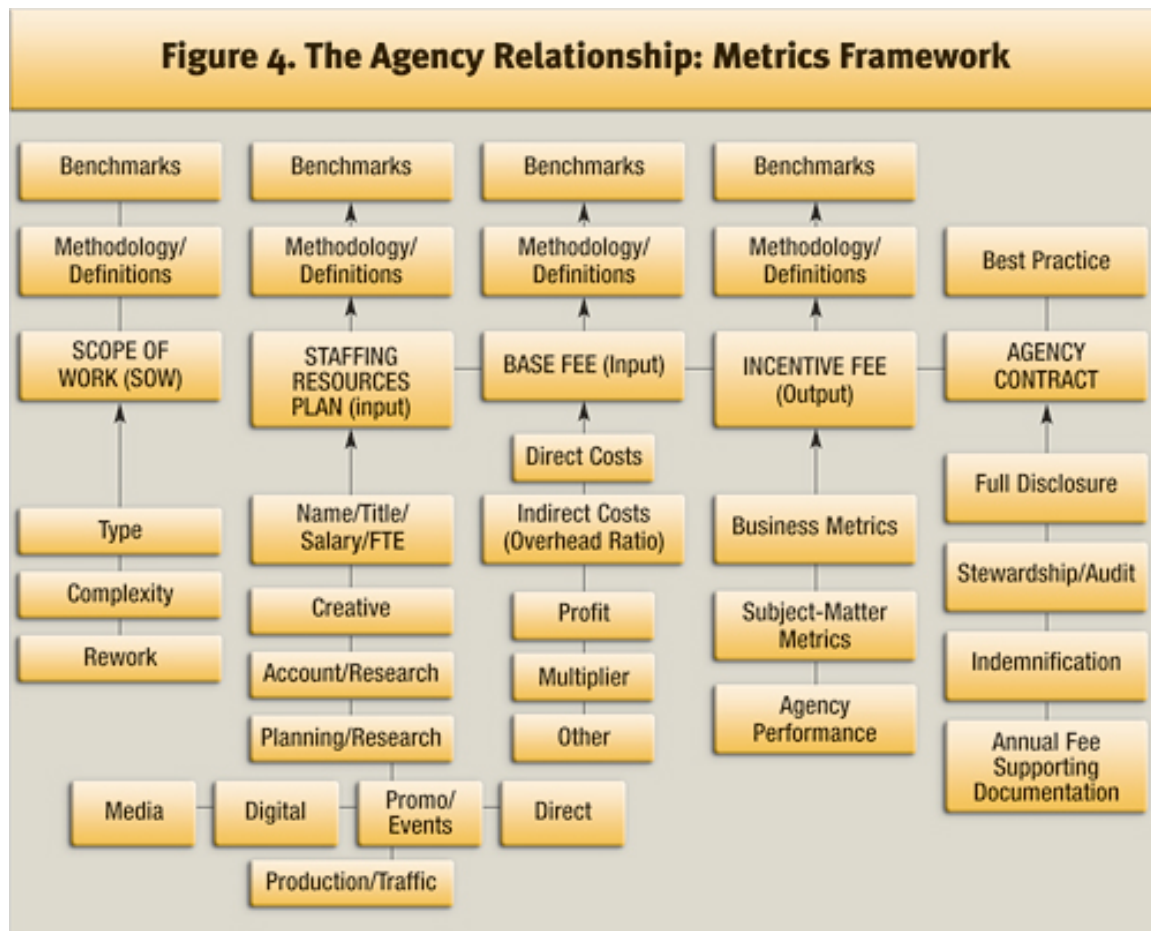 Figure 4. The Agency Relationship: Metrics Framework
Benchmarks
Benchmarks
Benchmarks
Benchmarks
Methodology/
Definitions
Methodology/
Definitions
Methodology/
Definitions
Methodology/
Definitions
Best Practice
SCOPE OF
WORK (SOW)
STAFFING
RESOURCES
PLAN (input)
BASE FEE (Input)
INCENTIVE FEE
(Output)
AGENCY
CONTRACT
Type
Complexity
Rework
Name/Title/
Salary/FTE
Creative
Account/Research
Planning/Research
Media
Digital
Promo/
Events
Direct
Production/Traffic
Direct Costs
Indirect Costs
(Overhead Ratio)
Profit
Multiplier
Other
Business Metrics
Subject-Matter
Metrics
Agency
Performance
Full Disclosure
Stewardship/Audit
Indemnification
Annual Fee
Supporting
Documentation